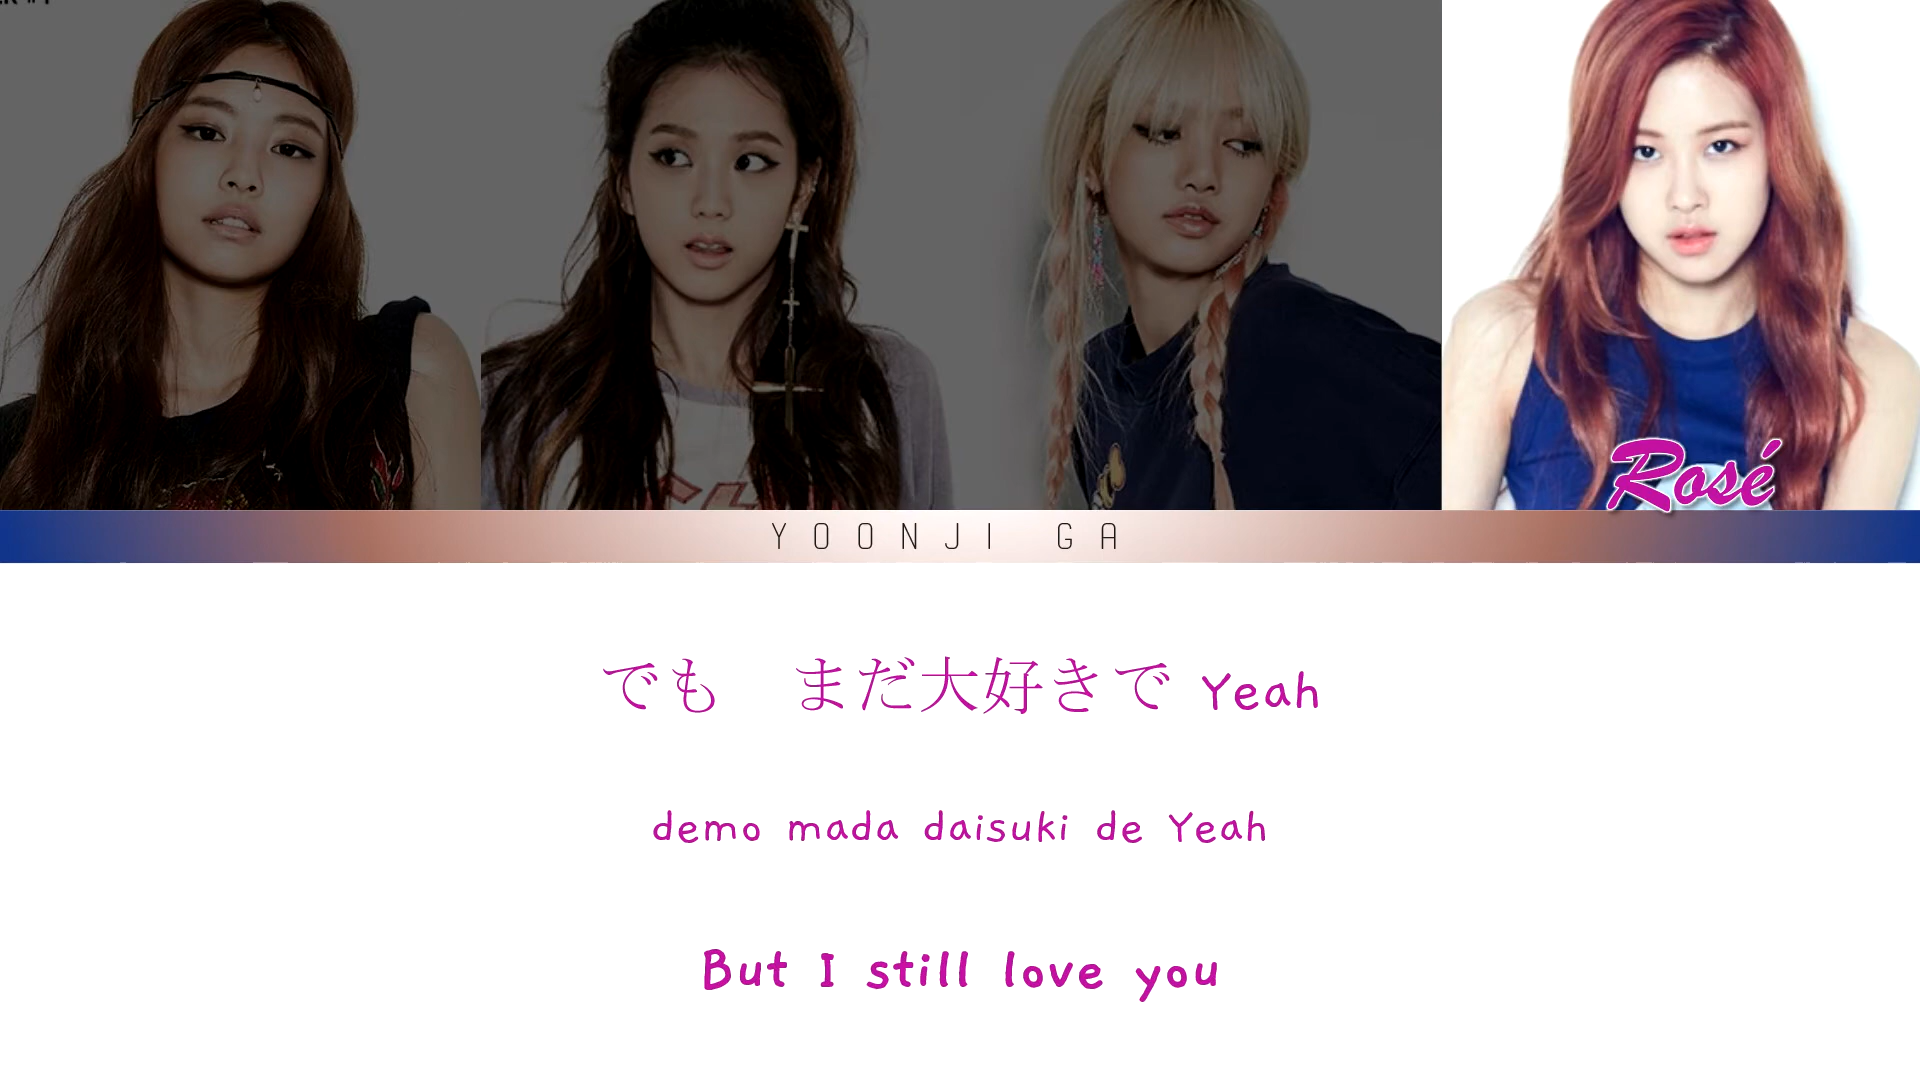 Rosé
YOONJI GA
でも　まだ大好きで Yeah
demo mada daisuki de Yeah
But I still love you